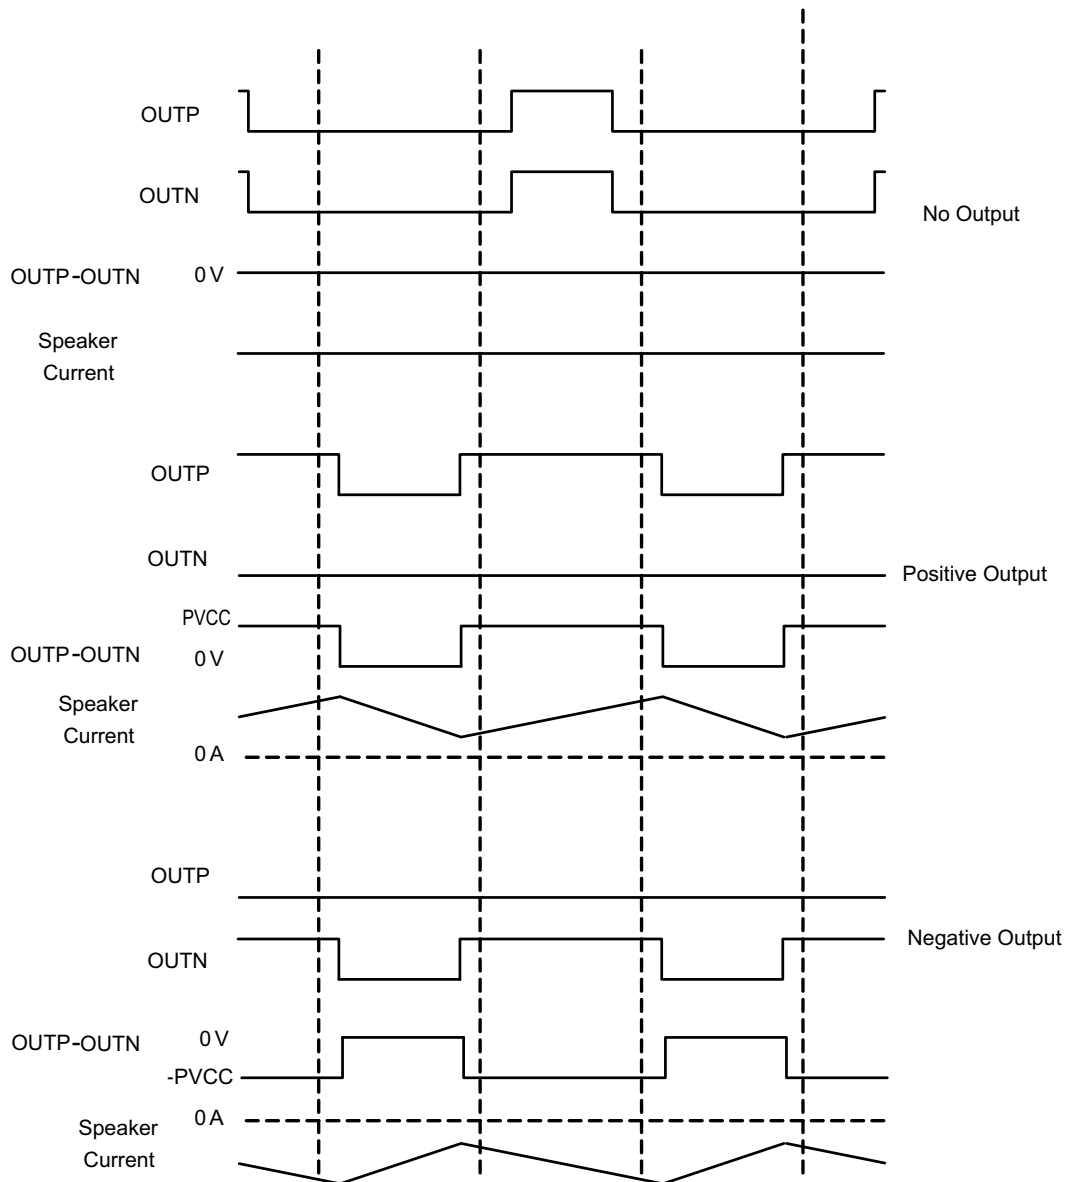 OUTP
OUTN
No Output
OUTP-OUTN 0 V
Speaker
Current
OUTP
OUTN
Positive Output
PVCC
OUTP-OUTN 0 V
Speaker
Current
0 A
OUTP
Negative Output
OUTN
OUTP-OUTN 0 V
-PVCC
0 A
Speaker
Current